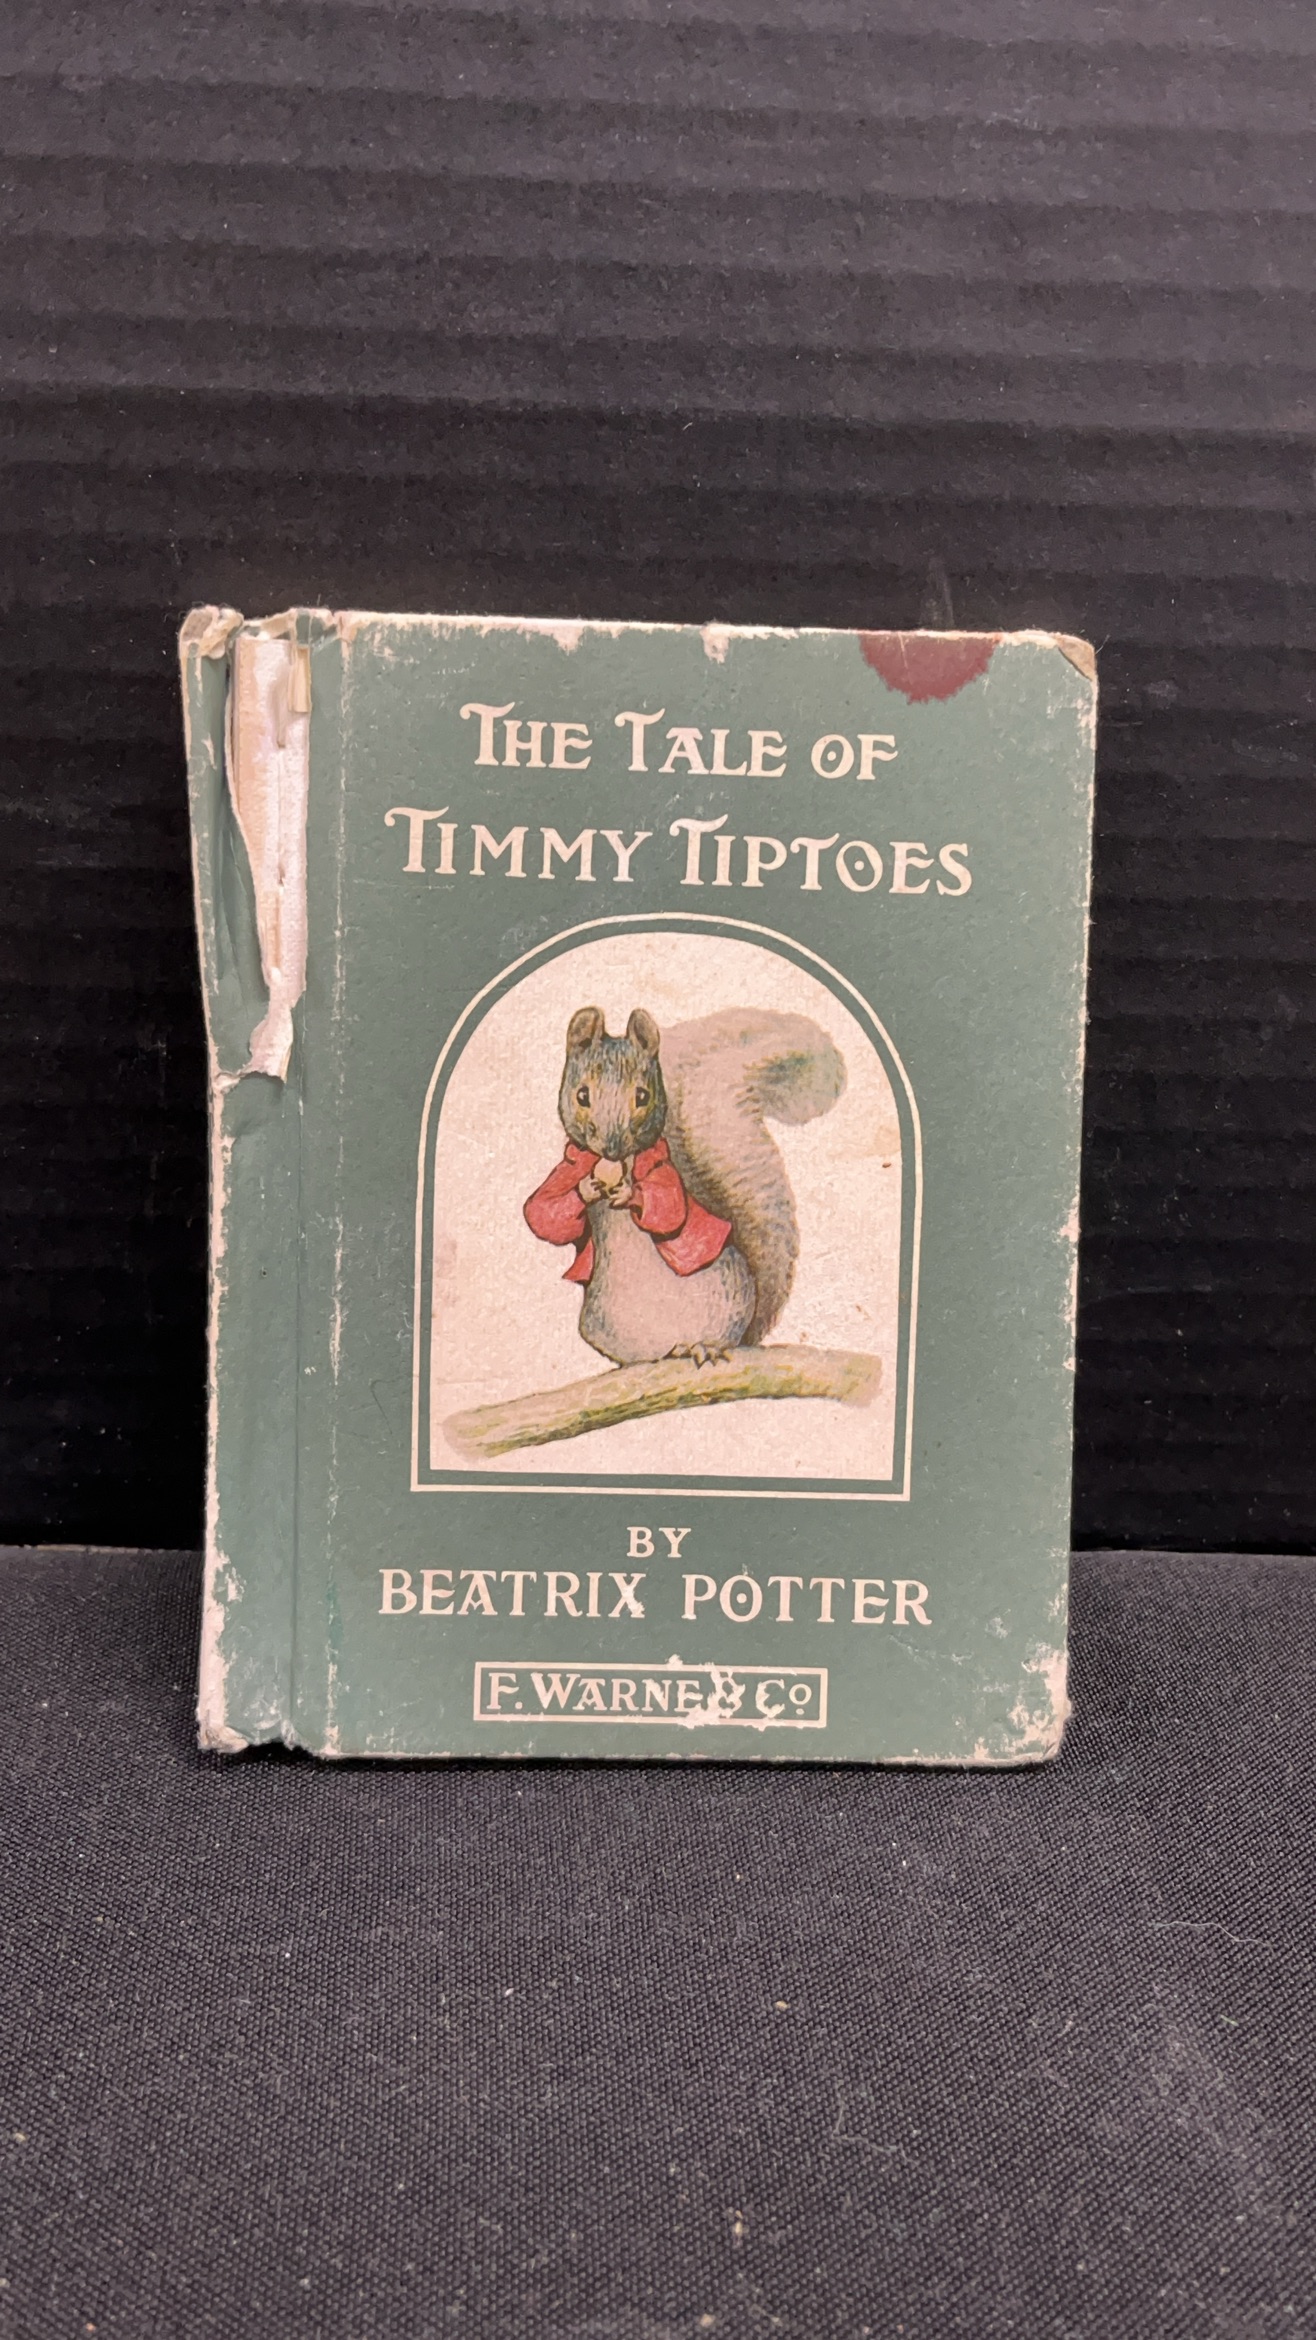 THE TALE OF
TIMMY TIPTOES
BY
BEATRIX POTTER
F. WARNE & Co